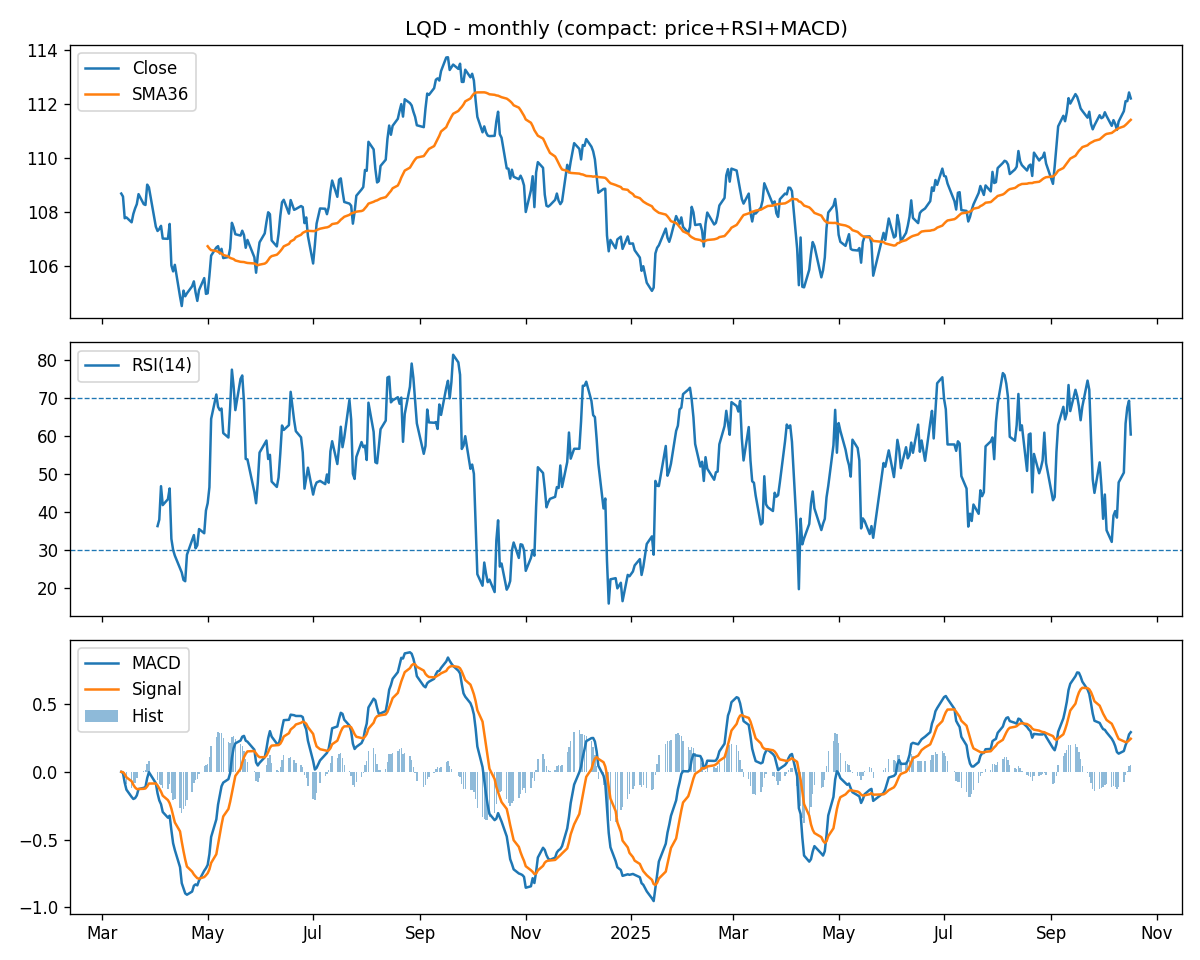 LQD - monthly (compact: price+RSI+MACD)
114
112
110
108
106
Close
SMA36
80
70
60
50
40
30
20
RSI(14)
0.5
0.0
−0.5
−1.0
MACD
Signal
Hist
Mar
May
Jul
Sep
Nov
2025
Mar
May
Jul
Sep
Nov